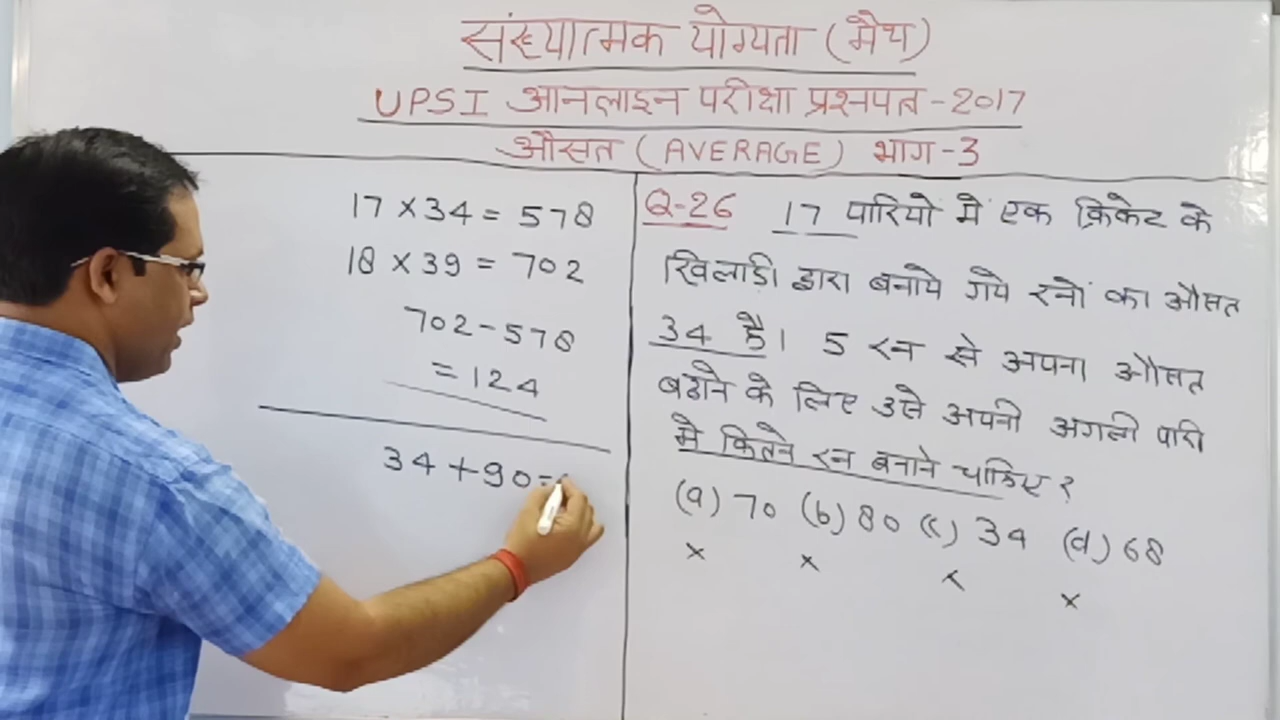 संख्यात्मक योग्यता (मैथ)
UPSI ऑनलाइन परीक्षा प्रश्नपत्र-2017
औसत (AVERAGE) भाग-3
17 × 34 = 578
18 × 39 = 702
702-578
=124
34+90=
Q-26 17 पारियों में एक क्रिकेट के
खिलाड़ी द्वारा बनाये गये रनों का औसत
34 है। 5 रन से अपना औसत
बढाने के लिए उसे अपनी अगली पारी
में कितने रन बनाने चाहिए ?
(a) 70 (b) 80 (c) 34 (d) 68
× × × ×